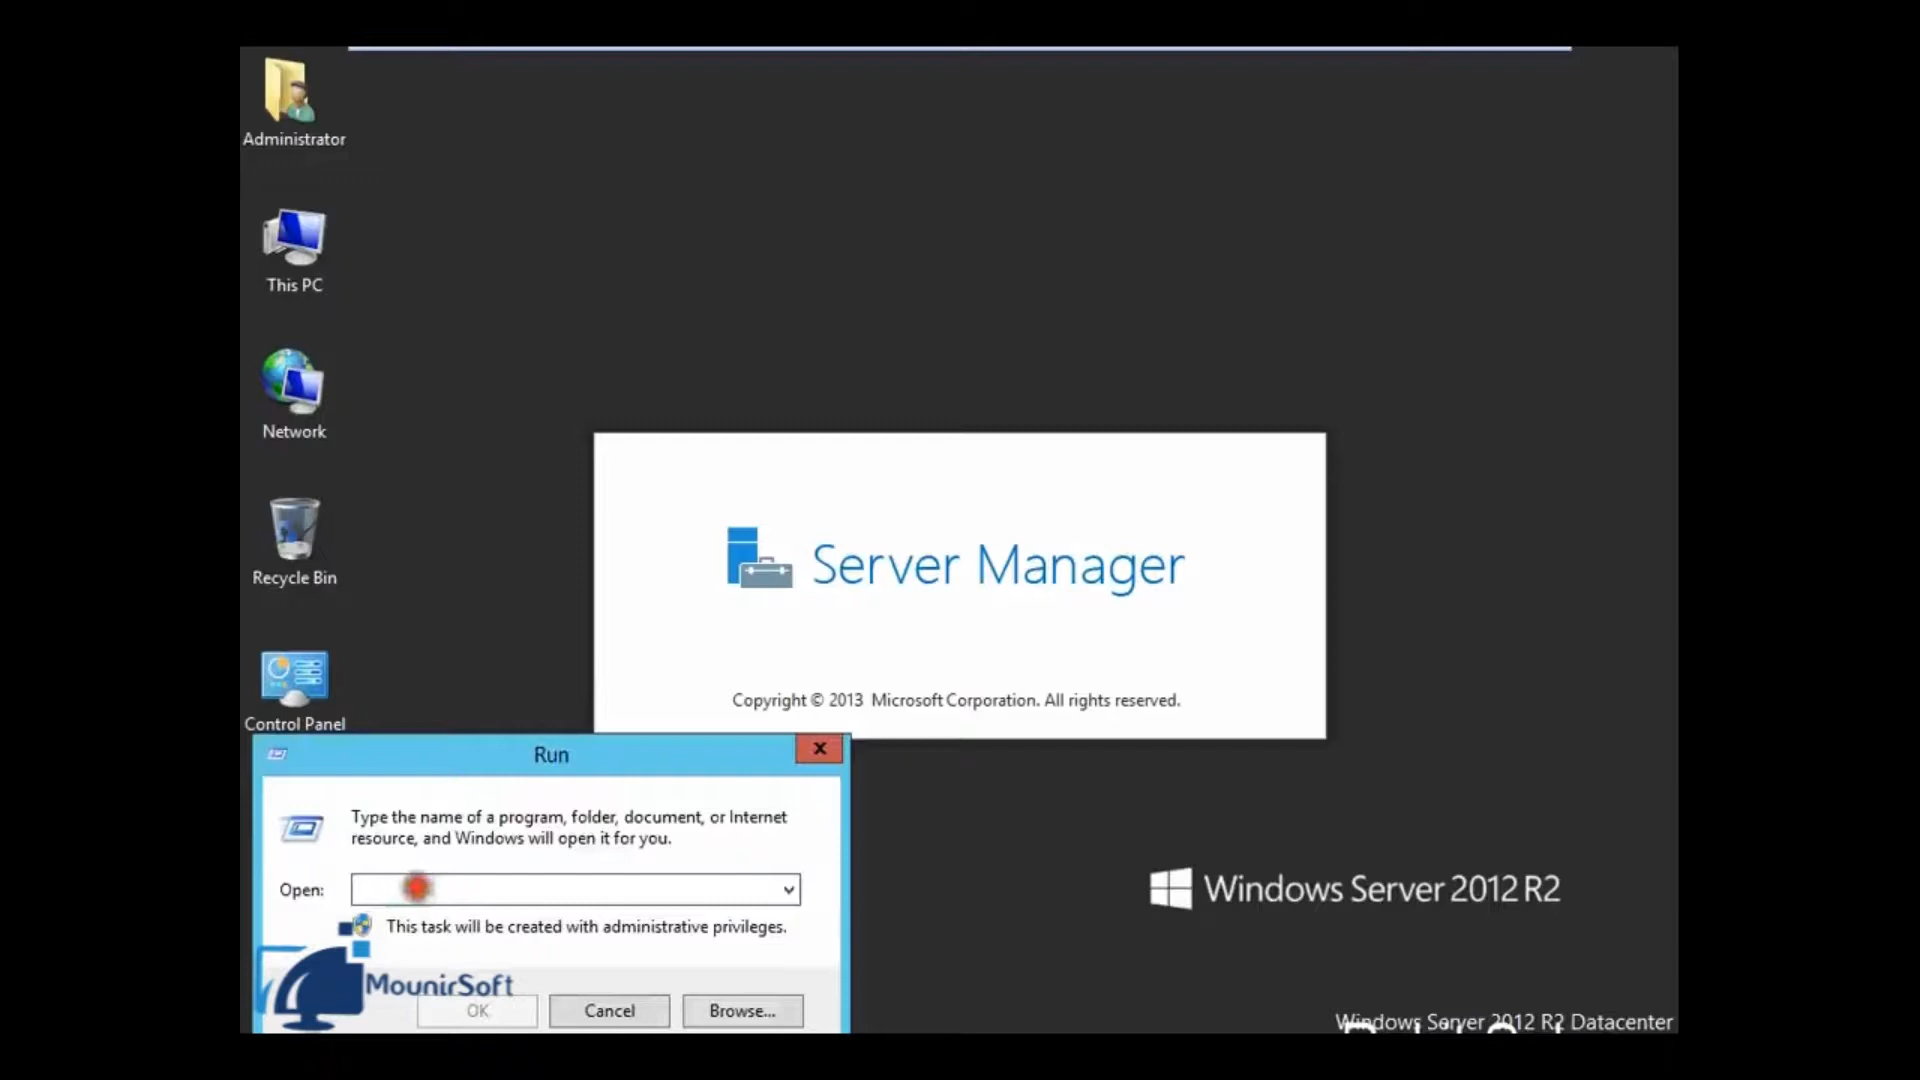 Administrator
This PC
Network
Recycle Bin
Control Panel
Server Manager
Copyright © 2013 Microsoft Corporation. All rights reserved.
Run
x
Type the name of a program, folder, document, or Internet
resource, and Windows will open it for you.
Open:
This task will be created with administrative privileges.
MounirSoft
OK
Cancel
Browse...
Windows Server 2012 R2
Windows Server 2012 R2 Datacenter